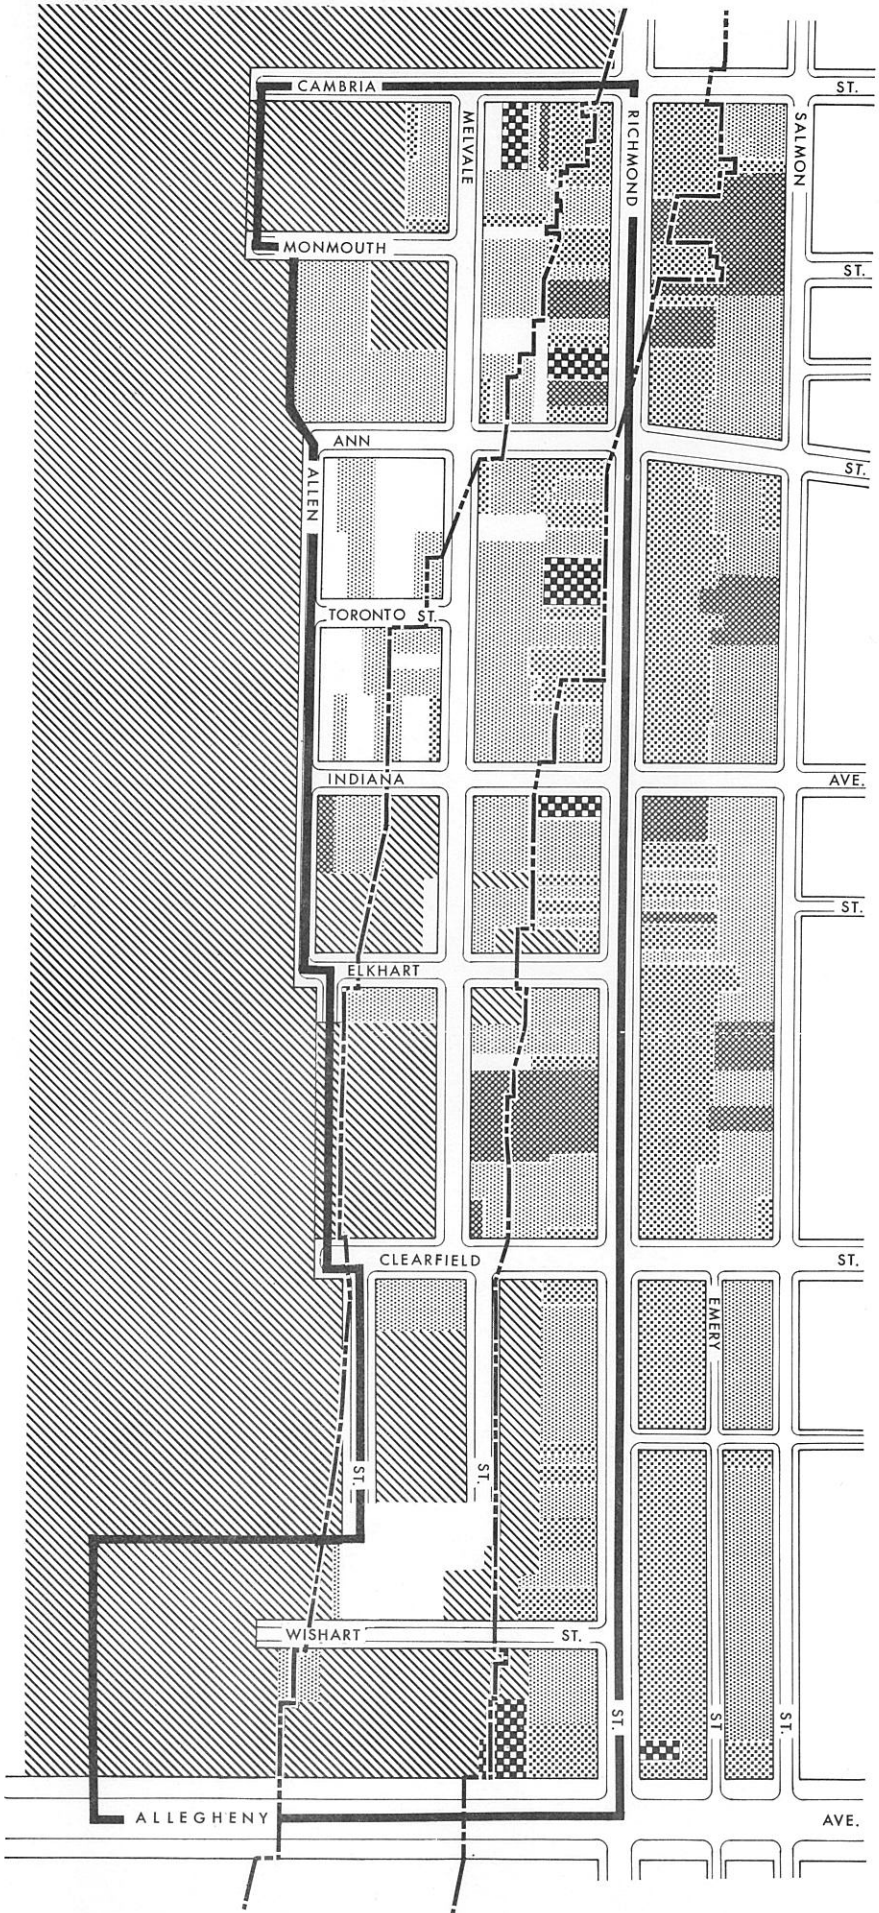 CAMBRIA ST.
MELVALE
RICHMOND
SALMON
MONMOUTH ST.
ANN ST.
ALLEN
TORONTO ST.
INDIANA AVE.
ST.
ELKHART
CLEARFIELD ST.
EMERY
ST.
ST.
WISHART ST.
ST.
ST.
ST.
ALLEGHENY AVE.